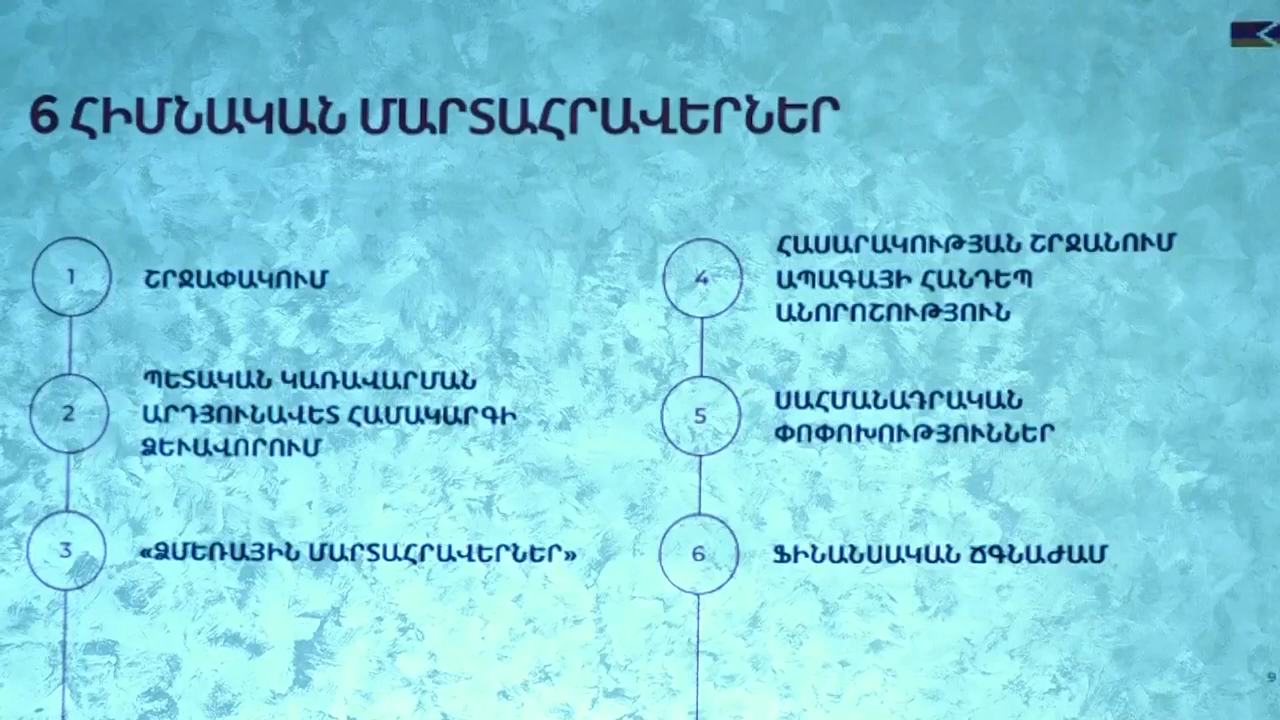 6 ՀԻՄՆԱԿԱՆ ՄԱՐՏԱՀՐԱՎԵՐՆԵՐ
1
ՇՐՋԱՓԱԿՈՒՄ
2
ՊԵՏԱԿԱՆ ԿԱՌԱՎԱՐՄԱՆ
ԱՐԴՅՈՒՆԱՎԵՏ ՀԱՄԱԿԱՐԳԻ
ՁԵՒԱՎՈՐՈՒՄ
3
«ՁՄԵՌԱՅԻՆ ՄԱՐՏԱՀՐԱՎԵՐՆԵՐ»
4
ՀԱՍԱՐԱԿՈՒԹՅԱՆ ՇՐՋԱՆՈՒՄ
ԱՊԱԳԱՅԻ ՀԱՆԴԵՊ
ԱՆՈՐՈՇՈՒԹՅՈՒՆ
5
ՍԱՀՄԱՆԱԴՐԱԿԱՆ
ՓՈՓՈԽՈՒԹՅՈՒՆՆԵՐ
6
ՖԻՆԱՆՍԱԿԱՆ ՃԳՆԱԺԱՄ
9